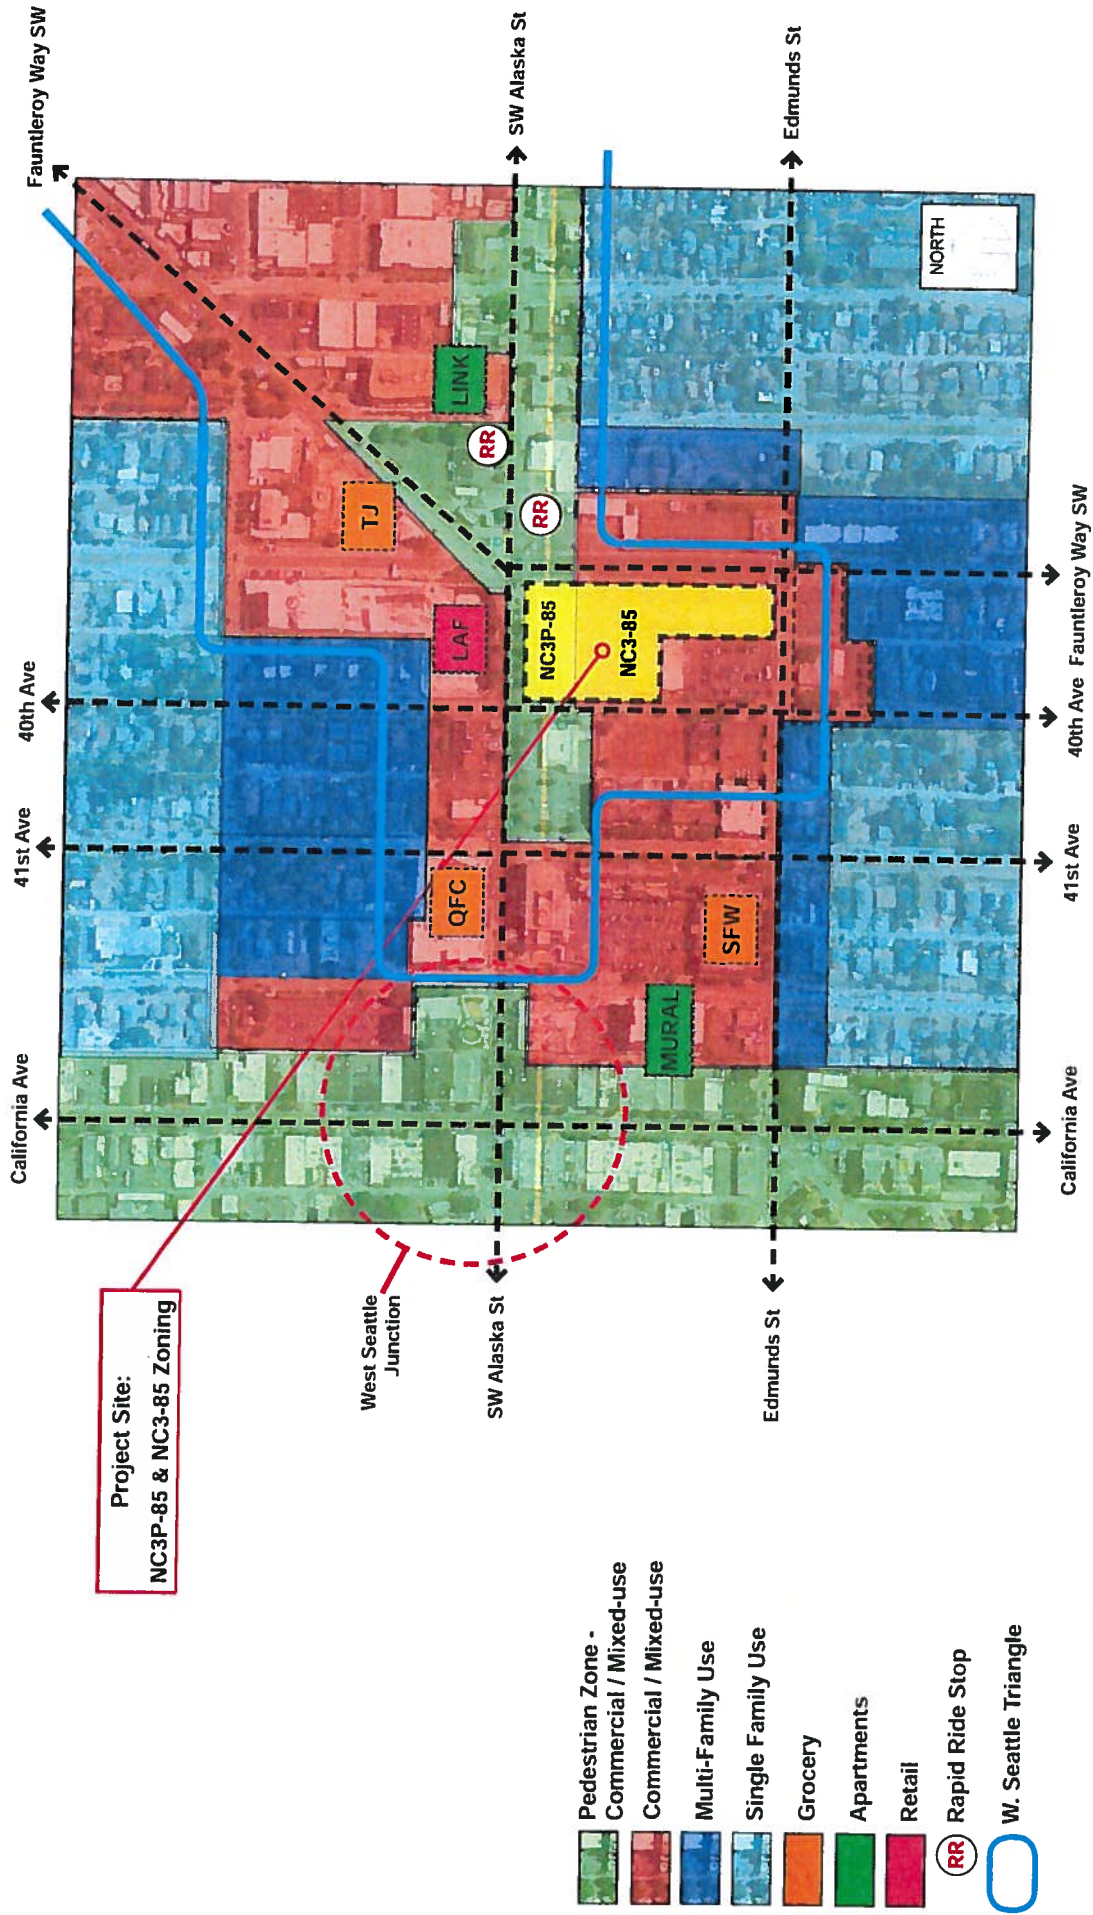 Project Site:
NC3P-85 & NC3-85 Zoning
California Ave
41st Ave
40th Ave
Fauntleroy Way SW
West Seattle
Junction
SW Alaska St
SW Alaska St
Edmunds St
Edmunds St
TJ
LAF
LINK
QFC
RR
RR
NC3P-85
NC3-85
SFW
MURAL
NORTH
California Ave
41st Ave
40th Ave
Fauntleroy Way SW
Pedestrian Zone -
Commercial / Mixed-use
Commercial / Mixed-use
Multi-Family Use
Single Family Use
Grocery
Apartments
Retail
RR Rapid Ride Stop
W. Seattle Triangle